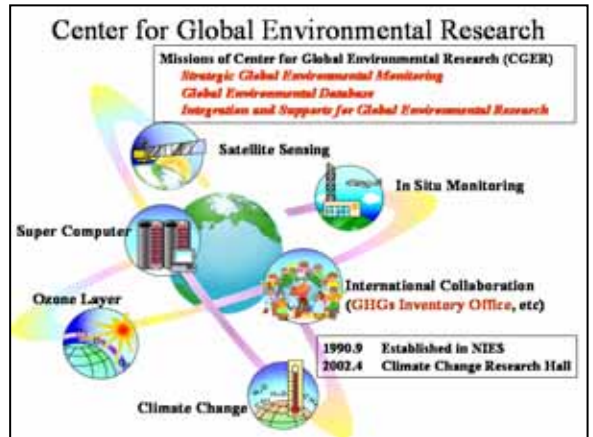 Center for Global Environmental Research
Missions of Center for Global Environmental Research (CGER)
Strategic Global Environmental Monitoring
Global Environmental Database
Integration and Supports for Global Environmental Research
Satellite Sensing
In Situ Monitoring
Super Computer
International Collaboration
(GHGs Inventory Office, etc)
Ozone Layer
1990.9 Established in NIES
2002.4 Climate Change Research Hall
Climate Change